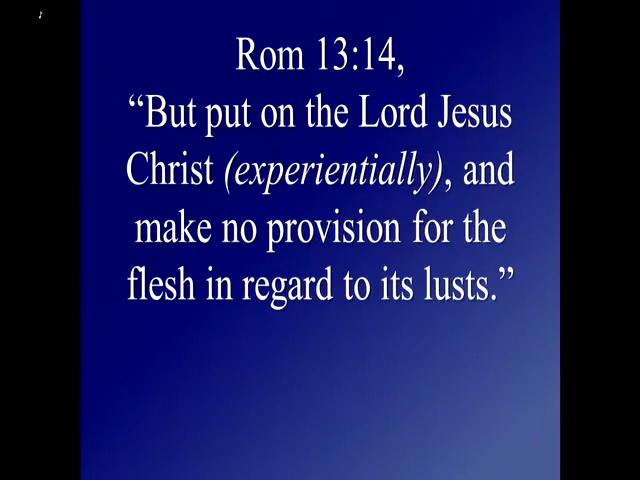 Rom 13:14,
“But put on the Lord Jesus
Christ (experientially), and
make no provision for the
flesh in regard to its lusts.”